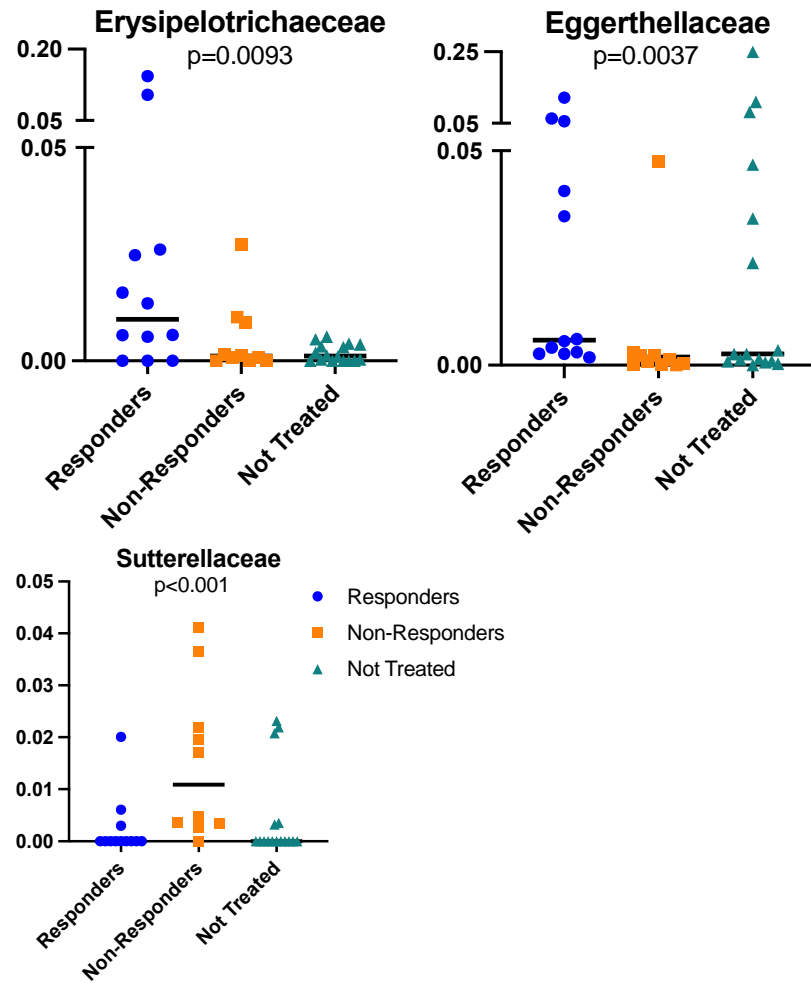 Erysipelotrichaeceae
p=0.0093
0.20
0.05
0.05
0.00
Responders
Non-Responders
Not Treated
Eggerthellaceae
p=0.0037
0.25
0.05
0.05
0.00
Responders
Non-Responders
Not Treated
Sutterellaceae
p<0.001
0.05
0.04
0.03
0.02
0.01
0.00
Responders
Non-Responders
Not Treated
Responders
Non-Responders
Not Treated